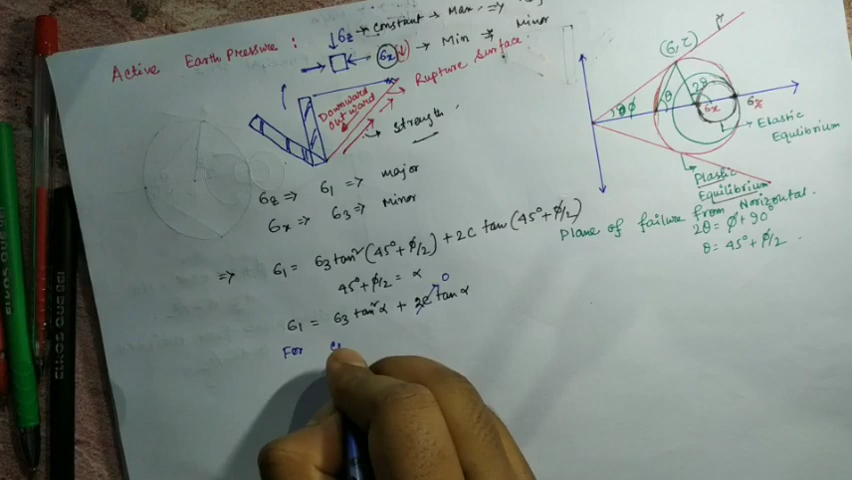 Active Earth Pressure :
↓σz → constant → Max ⇒
σx (↓) → Min ⇒ Minor
Downward
outward
Rupture Surface
strength
σz ⇒ σ1 ⇒ major
σx ⇒ σ3 ⇒ Minor
⇒ σ1 = σ3 tan²(45°+φ/2) + 2c tan(45°+φ/2)
45°+φ/2 = α
σ1 = σ3 tan²α + 2c tanα
0
For
(σ, τ)
φ
θ
2θ
σx
σz
Elastic
Equilibrium
Plastic
Equilibrium
Plane of failure from Horizontal.
2θ = φ+90°
θ = 45°+φ/2.